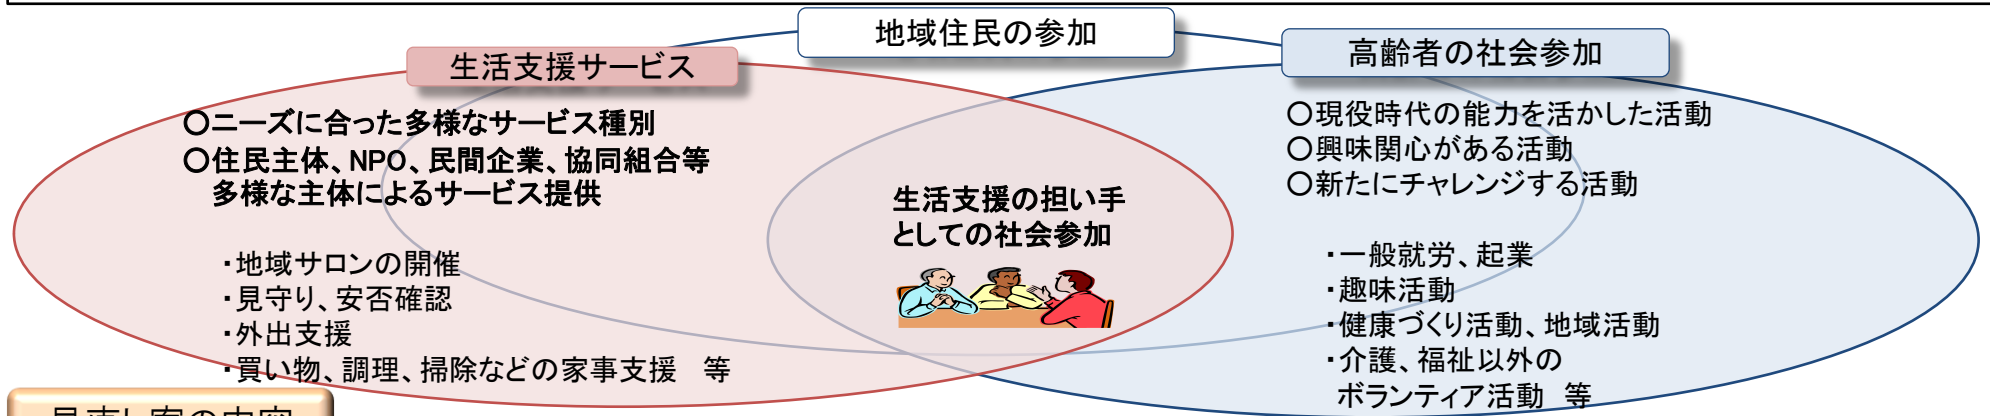 地域住民の参加
生活支援サービス
高齢者の社会参加
○ニーズに合った多様なサービス種別
○住民主体、NPO、民間企業、協同組合等
多様な主体によるサービス提供
・地域サロンの開催
・見守り、安否確認
・外出支援
・買い物、調理、掃除などの家事支援　等
生活支援の担い手
としての社会参加
○現役時代の能力を活かした活動
○興味関心がある活動
○新たにチャレンジする活動
・一般就労、起業
・趣味活動
・健康づくり活動、地域活動
・介護、福祉以外の
ボランティア活動　等
見直し案の内容